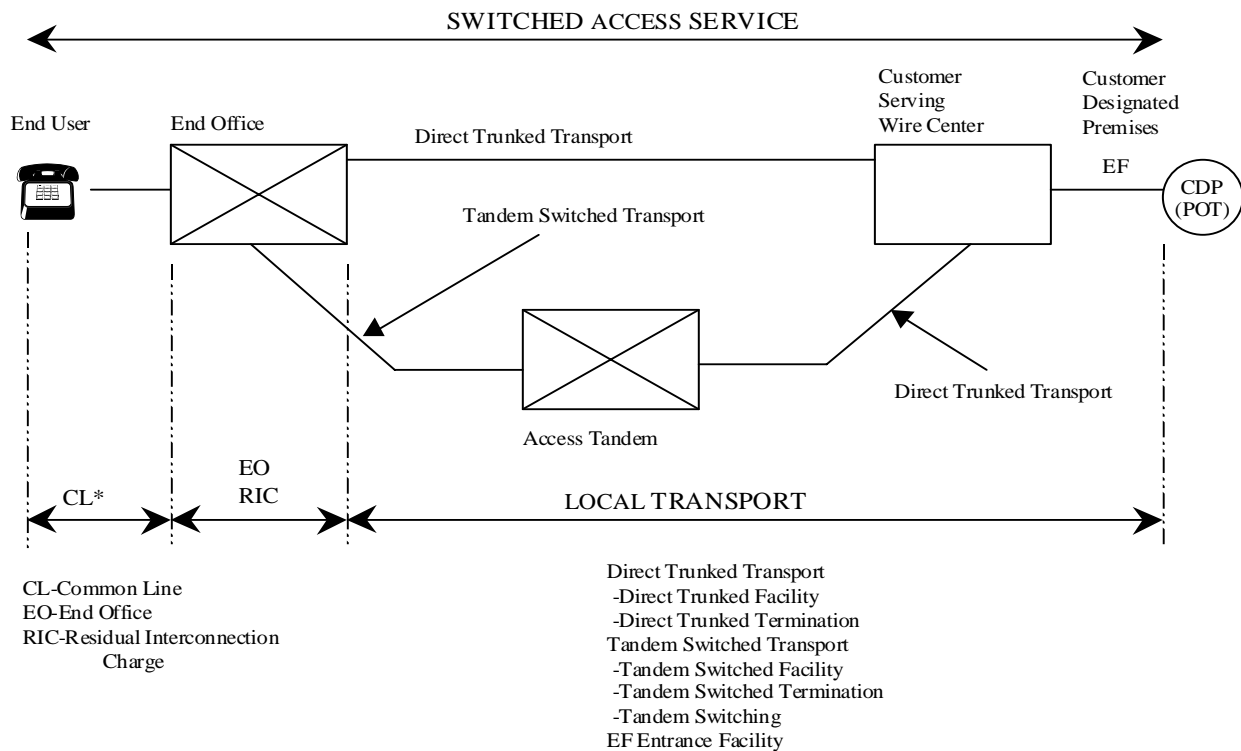 SWITCHED ACCESS SERVICE
Customer
Serving
Wire Center
Customer
Designated
Premises
End User
End Office
Direct Trunked Transport
EF
CDP
(POT)
Tandem Switched Transport
Direct Trunked Transport
Access Tandem
CL*
EO
RIC
LOCAL TRANSPORT
CL-Common Line
EO-End Office
RIC-Residual Interconnection
Charge
Direct Trunked Transport
-Direct Trunked Facility
-Direct Trunked Termination
Tandem Switched Transport
-Tandem Switched Facility
-Tandem Switched Termination
-Tandem Switching
EF Entrance Facility